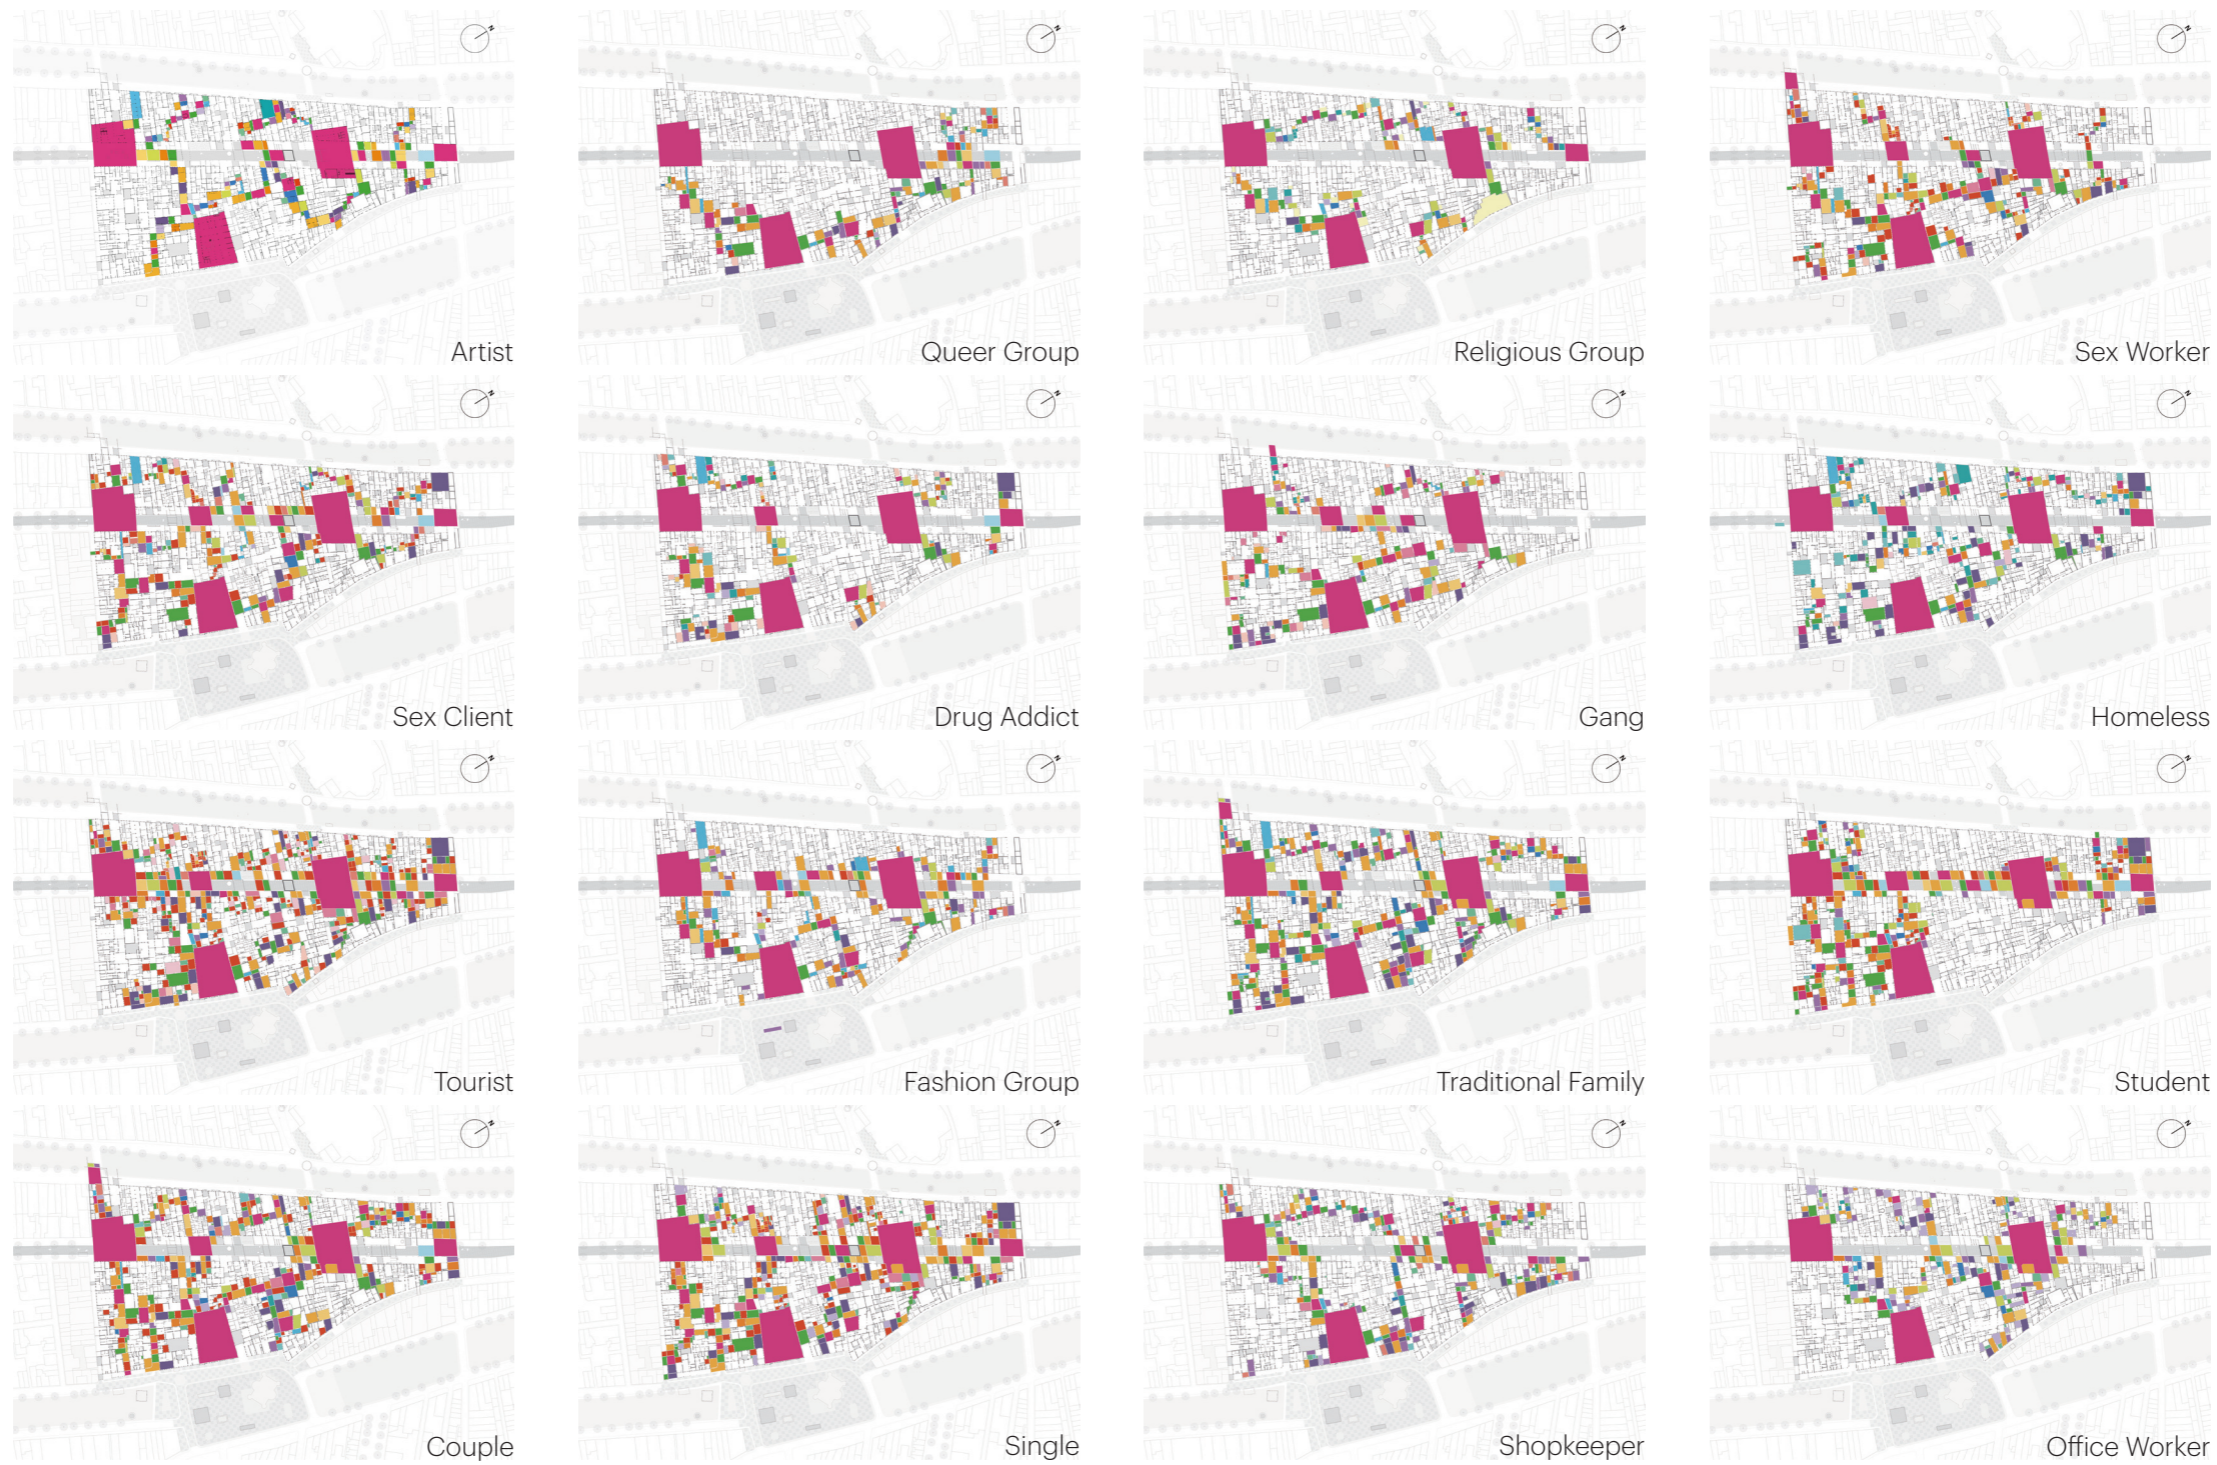 N
N
N
N
Artist
Queer Group
Religious Group
Sex Worker
N
N
N
N
Sex Client
Drug Addict
Gang
Homeless
N
N
N
N
Tourist
Fashion Group
Traditional Family
Student
N
N
N
N
Couple
Single
Shopkeeper
Office Worker